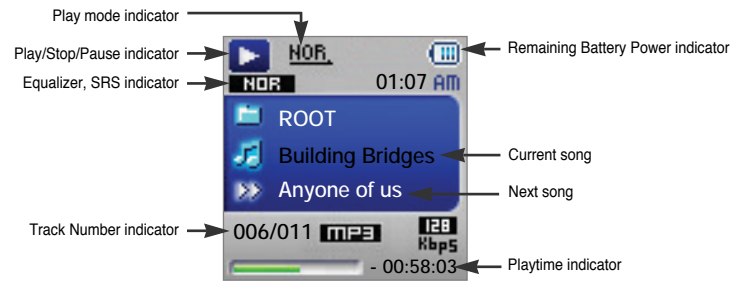 Play mode indicator
Play/Stop/Pause indicator
NOR.
Remaining Battery Power indicator
Equalizer, SRS indicator
NOR
01:07 AM
ROOT
Building Bridges
Current song
Anyone of us
Next song
Track Number indicator
006/011 MP3
128
Kbps
- 00:58:03
Playtime indicator